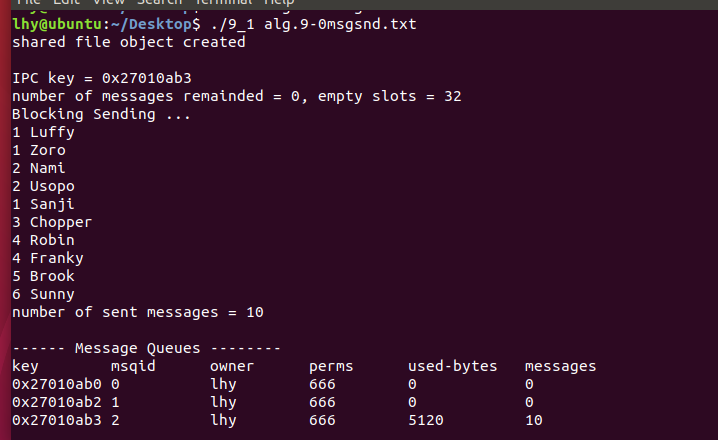 File Edit View Search Terminal Help
lhy@ubuntu:~/Desktop$ ./9_1 alg.9-0msgsnd.txt
shared file object created
IPC key = 0x27010ab3
number of messages remainded = 0, empty slots = 32
Blocking Sending ...
1 Luffy
1 Zoro
2 Nami
2 Usopo
1 Sanji
3 Chopper
4 Robin
4 Franky
5 Brook
6 Sunny
number of sent messages = 10
------ Message Queues --------
key msqid owner perms used-bytes messages
0x27010ab0 0 lhy 666 0 0
0x27010ab2 1 lhy 666 0 0
0x27010ab3 2 lhy 666 5120 10